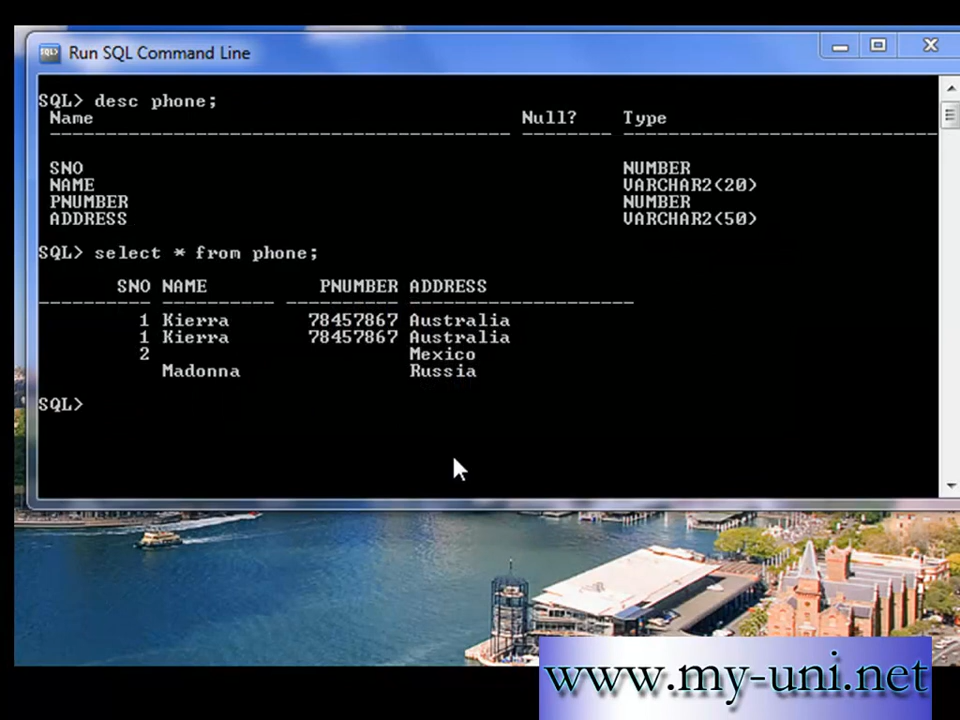 Run SQL Command Line
SQL> desc phone;
Name Null? Type
SNO NUMBER
NAME VARCHAR2(20)
PNUMBER NUMBER
ADDRESS VARCHAR2(50)
SQL> select * from phone;
SNO NAME PNUMBER ADDRESS
1 Kierra 78457867 Australia
1 Kierra 78457867 Australia
2 Mexico
Madonna Russia
SQL>
www.my-uni.net